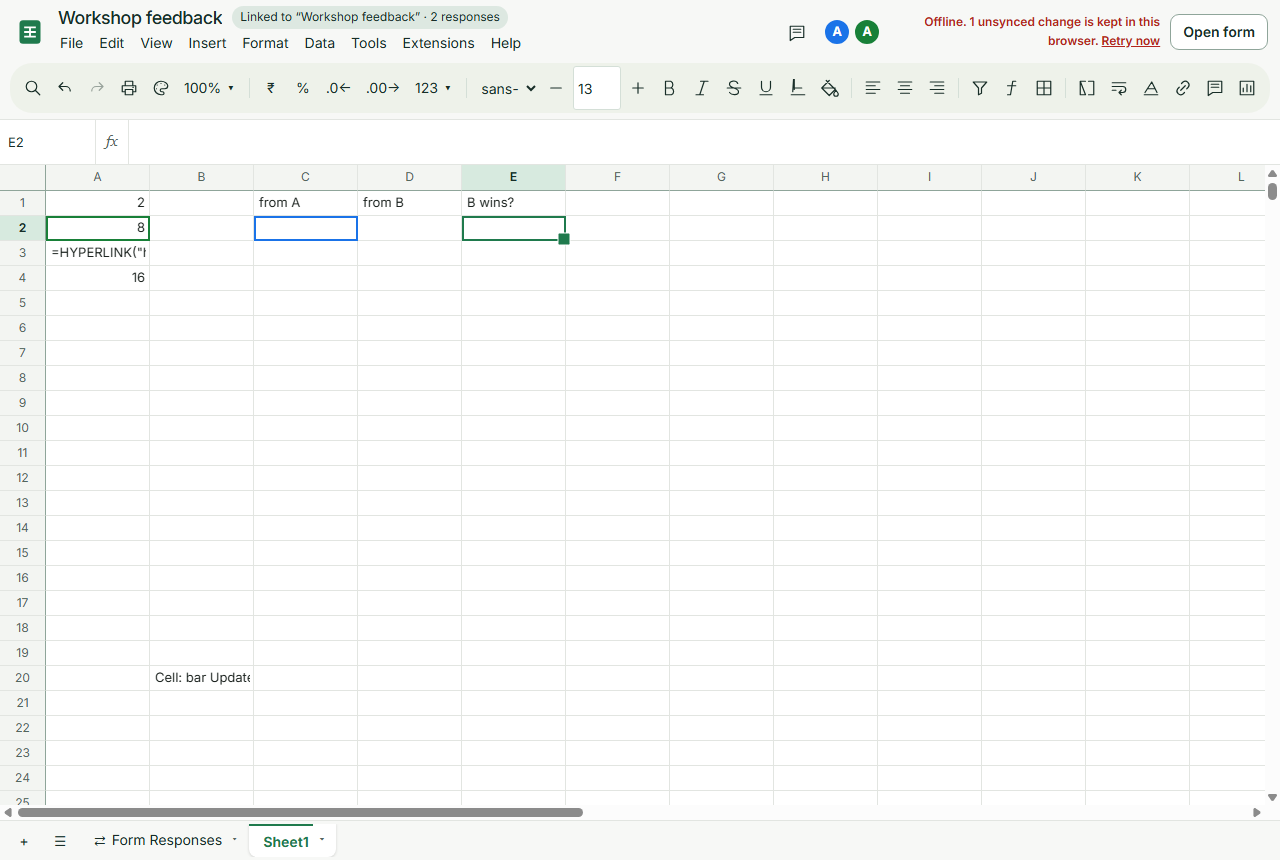 Workshop feedback
Linked to “Workshop feedback” · 2 responses
File Edit View Insert Format Data Tools Extensions Help
A A
Offline. 1 unsynced change is kept in this
browser. Retry now
Open form
100% ₹ % .0← .00→ 123 sans- − 13 + B I S U
E2 fx
A B C D E F G H I J K L
1 2 from A from B B wins?
2 8
3 =HYPERLINK("h
4 16
5
6
7
8
9
10
11
12
13
14
15
16
17
18
19
20 Cell: bar Update
21
22
23
24
25
+ ☰ ⇄ Form Responses Sheet1